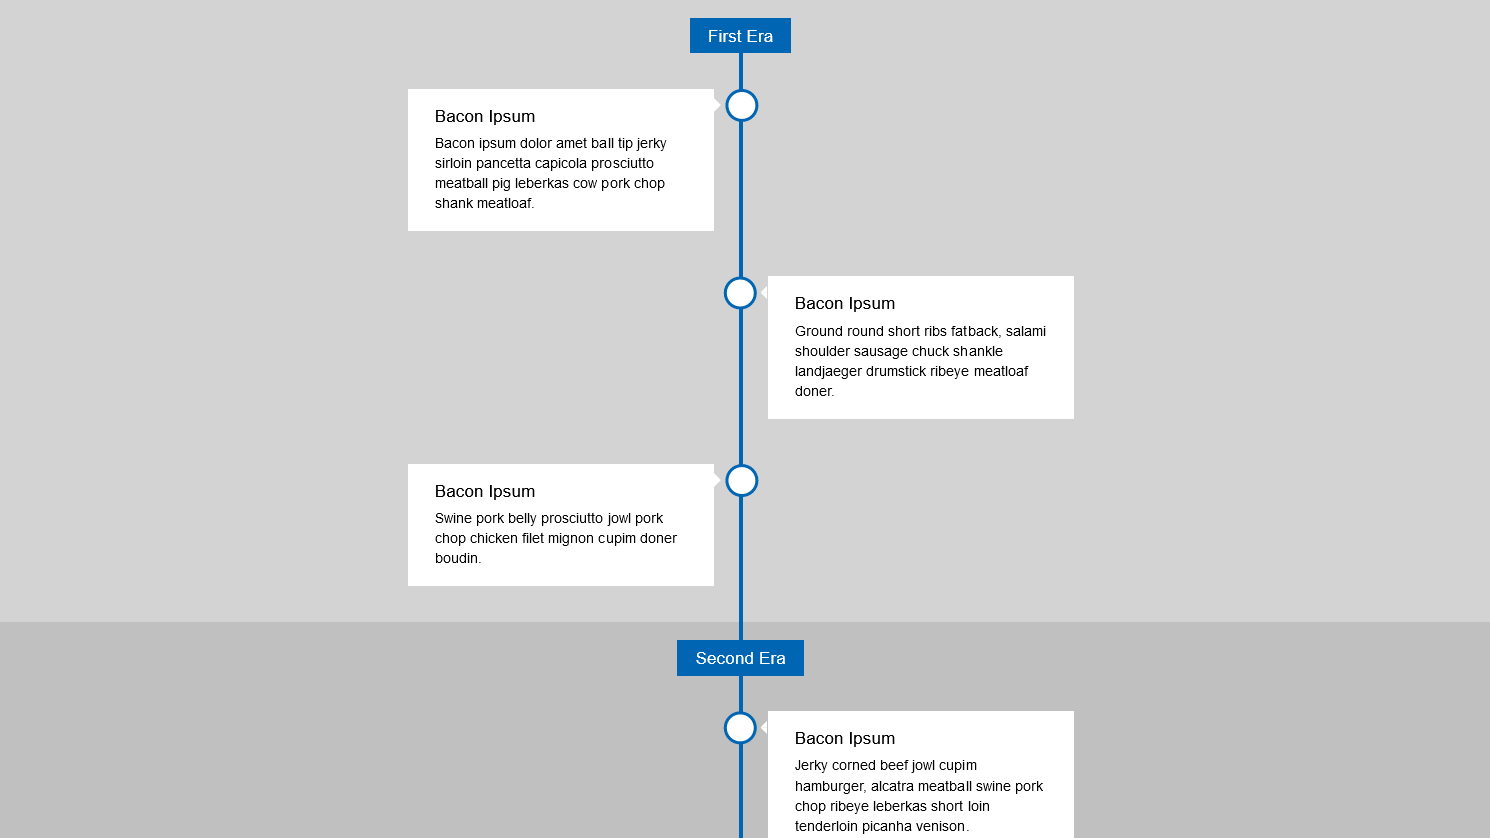 First Era
Bacon Ipsum
Bacon ipsum dolor amet ball tip jerky
sirloin pancetta capicola prosciutto
meatball pig leberkas cow pork chop
shank meatloaf.
Bacon Ipsum
Ground round short ribs fatback, salami
shoulder sausage chuck shankle
landjaeger drumstick ribeye meatloaf
doner.
Bacon Ipsum
Swine pork belly prosciutto jowl pork
chop chicken filet mignon cupim doner
boudin.
Second Era
Bacon Ipsum
Jerky corned beef jowl cupim
hamburger, alcatra meatball swine pork
chop ribeye leberkas short loin
tenderloin picanha venison.